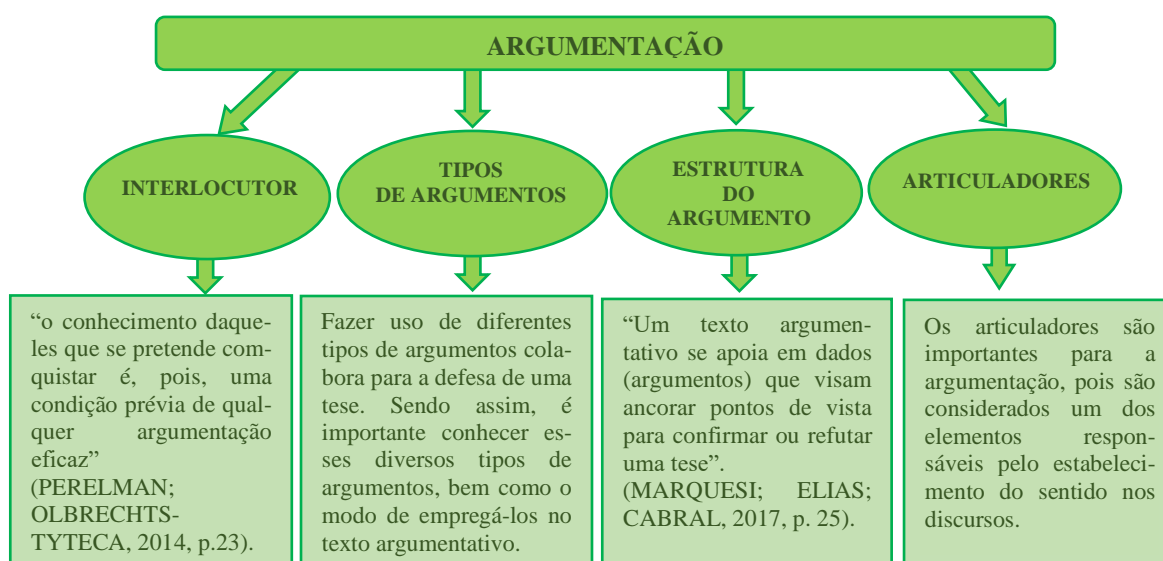 ARGUMENTAÇÃO
INTERLOCUTOR
TIPOS
DE ARGUMENTOS
ESTRUTURA
DO
ARGUMENTO
ARTICULADORES
“o conhecimento daque-
les que se pretende com-
quistar é, pois, uma
condição prévia de qual-
quer argumentação
eficaz”
(PERELMAN;
OLBRECHTS-
TYTECA, 2014, p.23).
Fazer uso de diferentes
tipos de argumentos cola-
bora para a defesa de uma
tese. Sendo assim, é
importante conhecer es-
ses diversos tipos de
argumentos, bem como o
modo de empregá-los no
texto argumentativo.
“Um texto argumen-
tativo se apoia em dados
(argumentos) que visam
ancorar pontos de vista
para confirmar ou refutar
uma tese”.
(MARQUESI; ELIAS;
CABRAL, 2017, p. 25).
Os articuladores são
importantes para a
argumentação, pois são
considerados um dos
elementos respon-
sáveis pelo estabeleci-
mento do sentido nos
discursos.